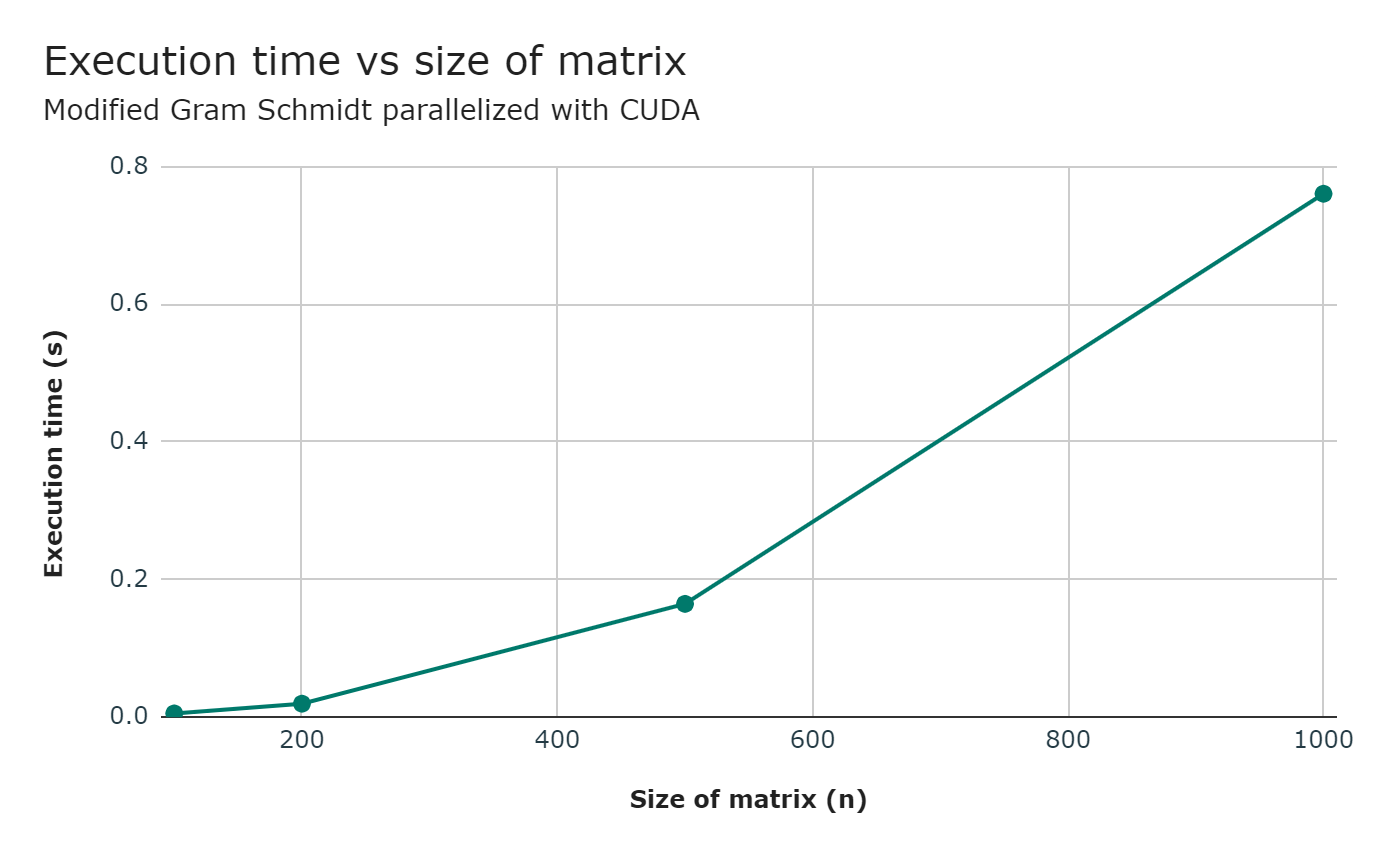 Execution time vs size of matrix
Modified Gram Schmidt parallelized with CUDA
0.8
0.6
0.4
0.2
0.0
Execution time (s)
200 400 600 800 1000
Size of matrix (n)